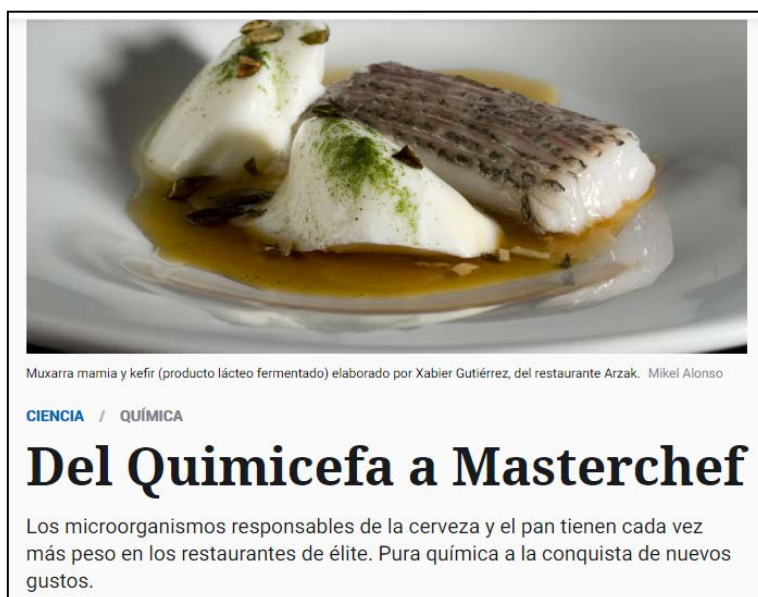 Muxarra mamia y kefir (producto lácteo fermentado) elaborado por Xabier Gutiérrez, del restaurante Arzak. Mikel Alonso
CIENCIA / QUÍMICA
Del Quimicefa a Masterchef
Los microorganismos responsables de la cerveza y el pan tienen cada vez
más peso en los restaurantes de élite. Pura química a la conquista de nuevos
gustos.